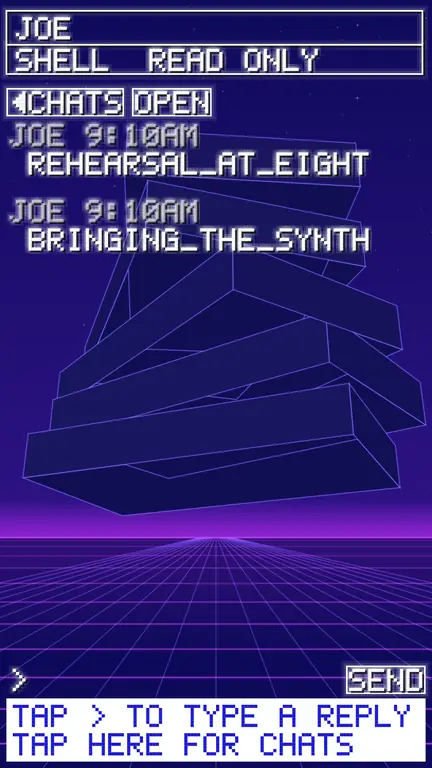 JOE
SHELL READ ONLY
◀CHATS OPEN
JOE 9:10AM
REHEARSAL_AT_EIGHT
JOE 9:10AM
BRINGING_THE_SYNTH
> SEND
TAP > TO TYPE A REPLY
TAP HERE FOR CHATS